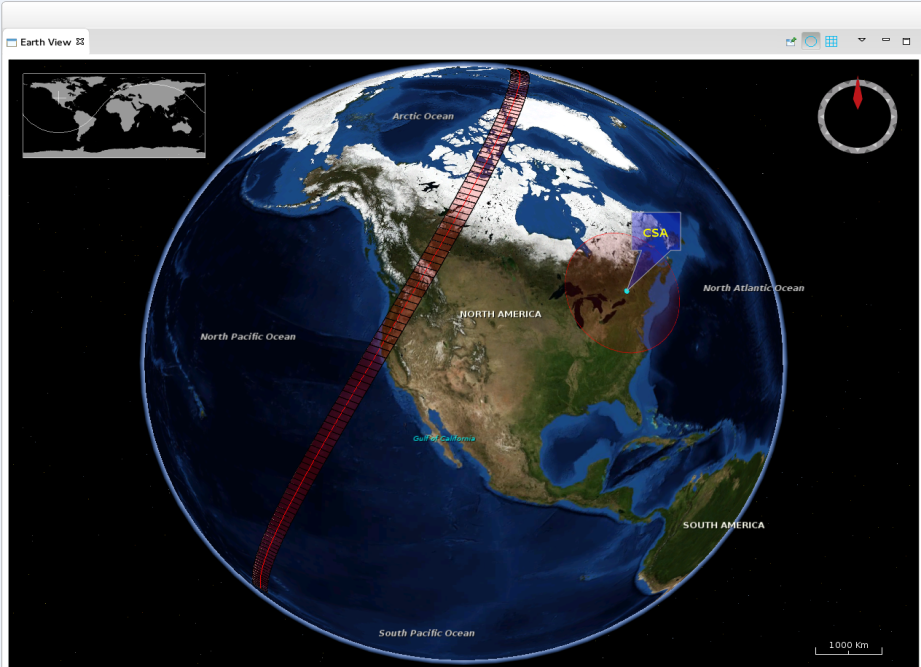 Earth View
Arctic Ocean
CSA
North Atlantic Ocean
NORTH AMERICA
North Pacific Ocean
Gulf of California
SOUTH AMERICA
South Pacific Ocean
1000 Km